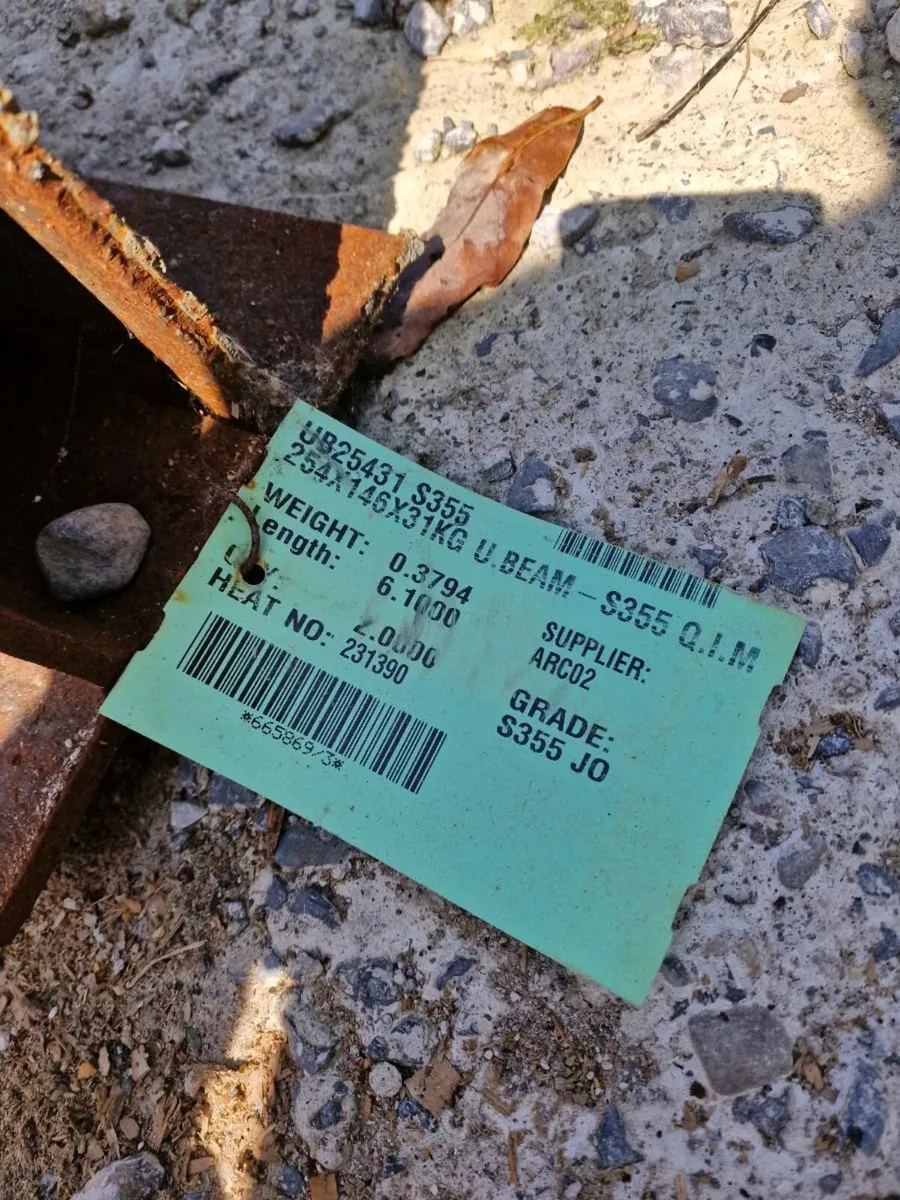 UB25431 S355
254X146X31KG U.BEAM - S355 Q.I.M
WEIGHT: 0.3794
Length: 6.1000
2.0000
HEAT NO: 231390
*665869/3*
SUPPLIER:
ARC02
GRADE:
S355 JO